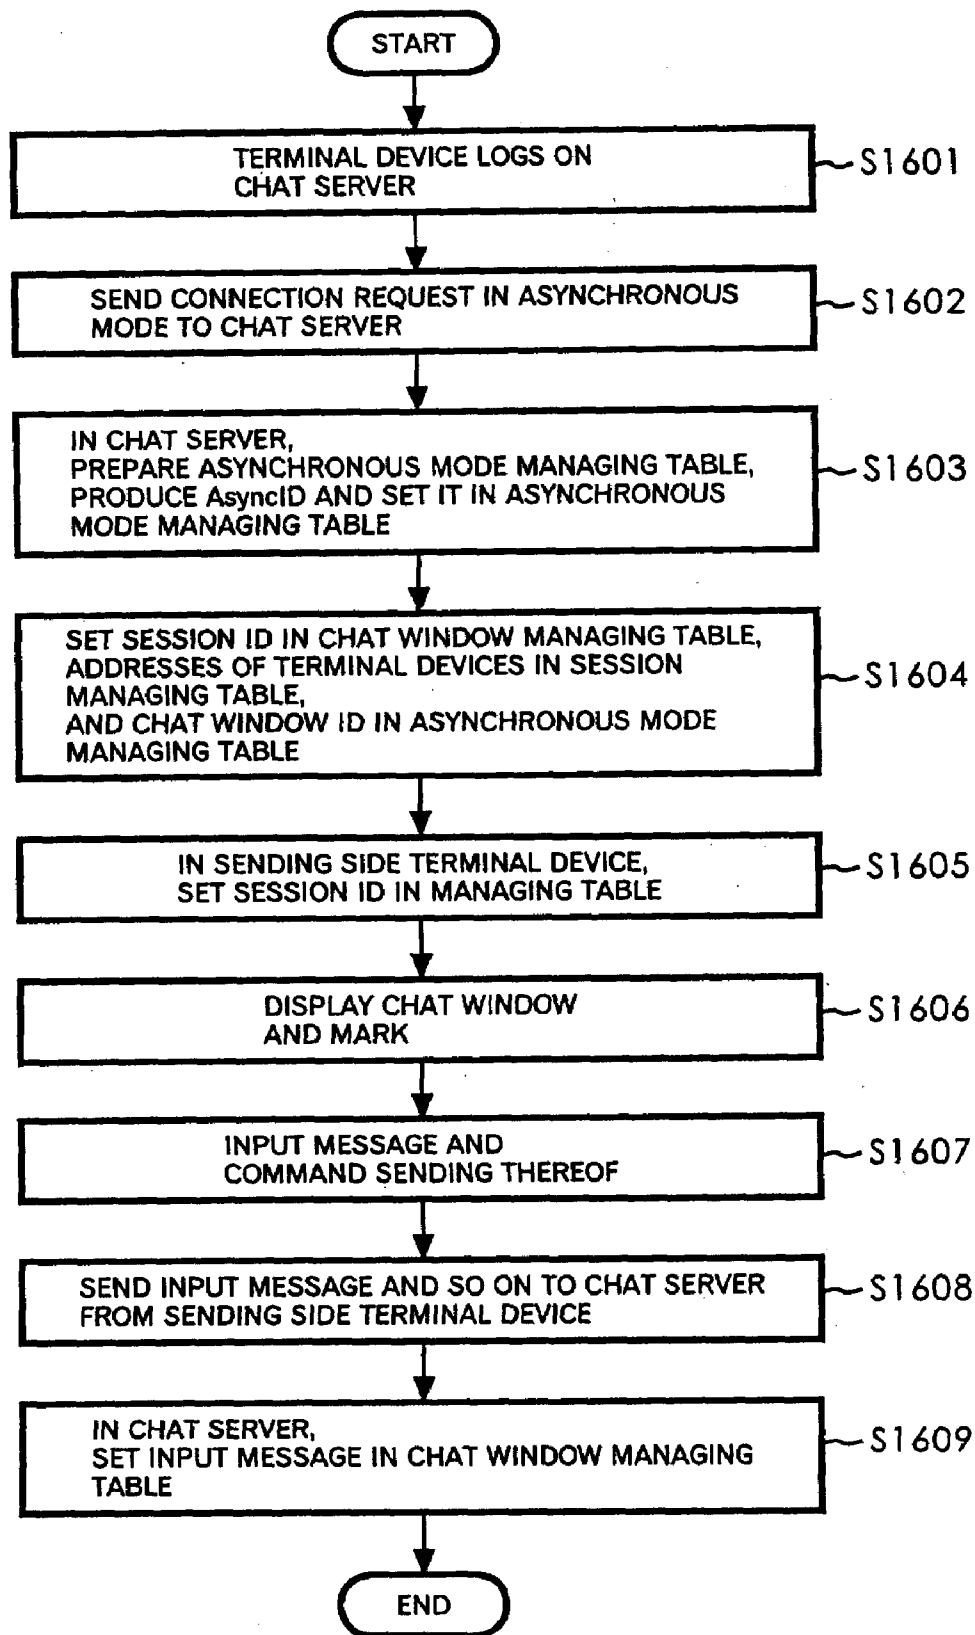 START
TERMINAL DEVICE LOGS ON
CHAT SERVER
S1601
SEND CONNECTION REQUEST IN ASYNCHRONOUS
MODE TO CHAT SERVER
S1602
IN CHAT SERVER,
PREPARE ASYNCHRONOUS MODE MANAGING TABLE,
PRODUCE AsyncID AND SET IT IN ASYNCHRONOUS
MODE MANAGING TABLE
S1603
SET SESSION ID IN CHAT WINDOW MANAGING TABLE,
ADDRESSES OF TERMINAL DEVICES IN SESSION
MANAGING TABLE,
AND CHAT WINDOW ID IN ASYNCHRONOUS MODE
MANAGING TABLE
S1604
IN SENDING SIDE TERMINAL DEVICE,
SET SESSION ID IN MANAGING TABLE
S1605
DISPLAY CHAT WINDOW
AND MARK
S1606
INPUT MESSAGE AND
COMMAND SENDING THEREOF
S1607
SEND INPUT MESSAGE AND SO ON TO CHAT SERVER
FROM SENDING SIDE TERMINAL DEVICE
S1608
IN CHAT SERVER,
SET INPUT MESSAGE IN CHAT WINDOW MANAGING
TABLE
S1609
END